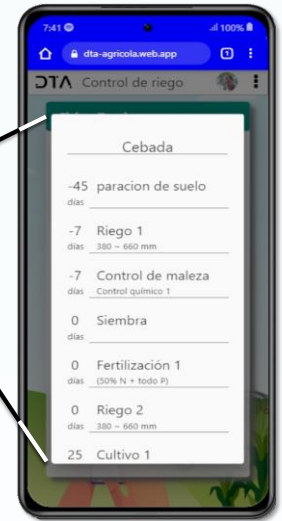 7:41
100%
dta-agricola.web.app
1
DTA Control de riego
Cebada
-45 paracion de suelo
días
-7 Riego 1
días 380 ~ 660 mm
-7 Control de maleza
días Control químico 1
0 Siembra
días
0 Fertilización 1
días (50% N + todo P)
0 Riego 2
días 380 ~ 660 mm
25 Cultivo 1